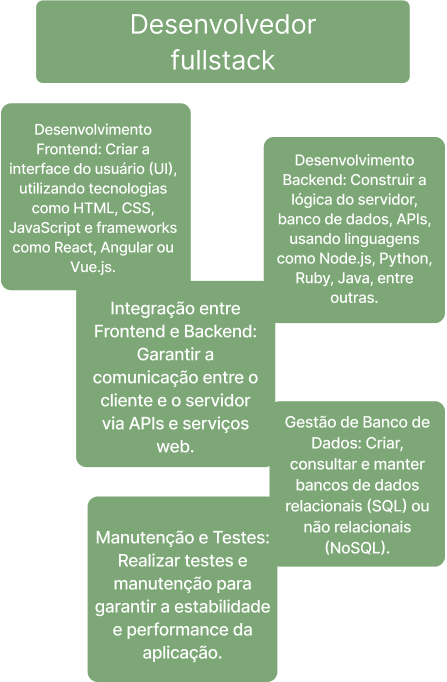 Desenvolvedor
fullstack
Desenvolvimento
Frontend: Criar a
interface do usuário (UI),
utilizando tecnologias
como HTML, CSS,
JavaScript e frameworks
como React, Angular ou
Vue.js.
Desenvolvimento
Backend: Construir a
lógica do servidor,
banco de dados, APIs,
usando linguagens
como Node.js, Python,
Ruby, Java, entre
outras.
Integração entre
Frontend e Backend:
Garantir a
comunicação entre o
cliente e o servidor
via APIs e serviços
web.
Gestão de Banco de
Dados: Criar,
consultar e manter
bancos de dados
relacionais (SQL) ou
não relacionais
(NoSQL).
Manutenção e Testes:
Realizar testes e
manutenção para
garantir a estabilidade
e performance da
aplicação.